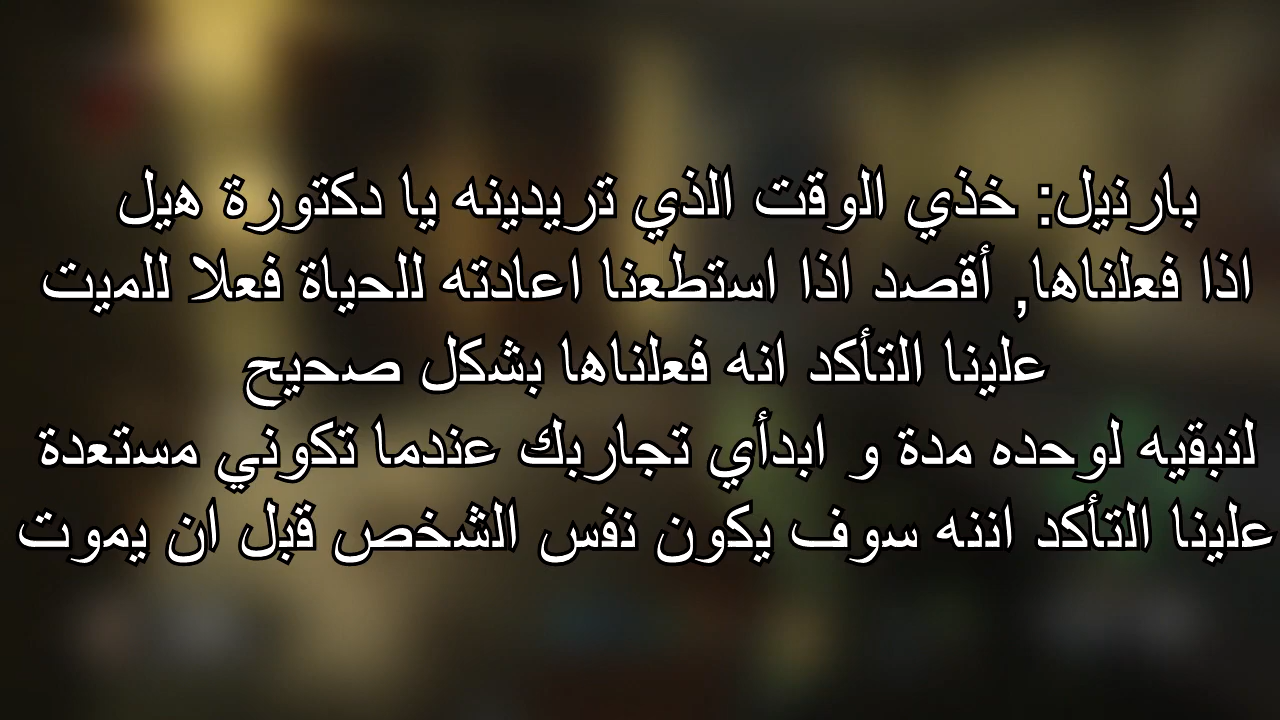 بارنيل: خذي الوقت الذي تريدينه يا دكتورة هيل
اذا فعلناها, أقصد اذا استطعنا اعادته للحياة فعلا للميت
علينا التأكد انه فعلناها بشكل صحيح
لنبقيه لوحده مدة و ابدأي تجاربك عندما تكوني مستعدة
علينا التأكد اننه سوف يكون نفس الشخص قبل ان يموت